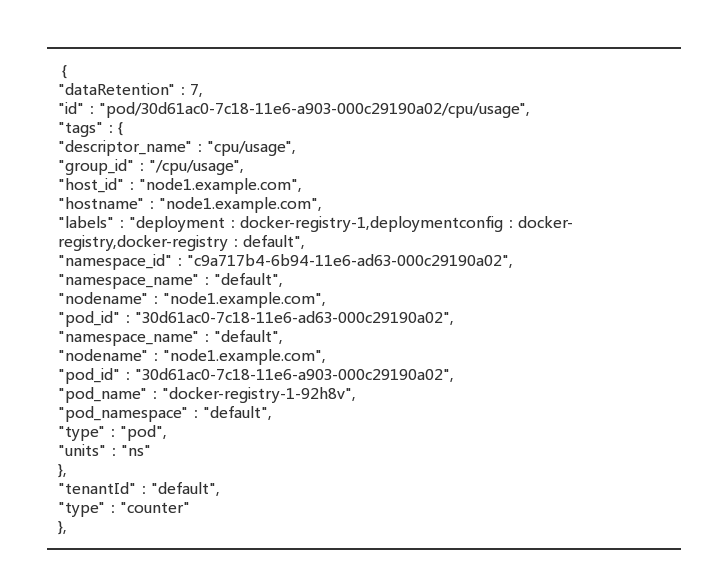 {
"dataRetention" : 7,
"id" : "pod/30d61ac0-7c18-11e6-a903-000c29190a02/cpu/usage",
"tags" : {
"descriptor_name" : "cpu/usage",
"group_id" : "/cpu/usage",
"host_id" : "node1.example.com",
"hostname" : "node1.example.com",
"labels" : "deployment : docker-registry-1,deploymentconfig : docker-
registry,docker-registry : default",
"namespace_id" : "c9a717b4-6b94-11e6-ad63-000c29190a02",
"namespace_name" : "default",
"nodename" : "node1.example.com",
"pod_id" : "30d61ac0-7c18-11e6-ad63-000c29190a02",
"namespace_name" : "default",
"nodename" : "node1.example.com",
"pod_id" : "30d61ac0-7c18-11e6-a903-000c29190a02",
"pod_name" : "docker-registry-1-92h8v",
"pod_namespace" : "default",
"type" : "pod",
"units" : "ns"
},
"tenantId" : "default",
"type" : "counter"
},